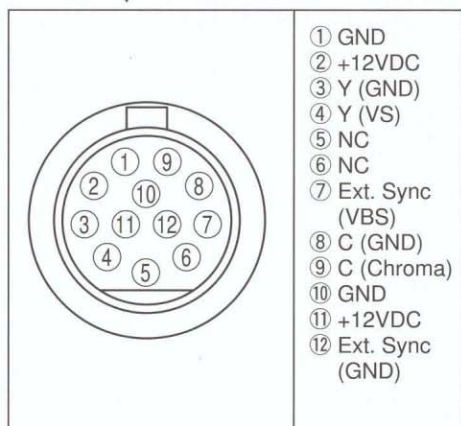 ① ⑨
② ⑩ ⑧
③ ⑪ ⑫ ⑦
④ ⑥
⑤
① GND
② +12VDC
③ Y (GND)
④ Y (VS)
⑤ NC
⑥ NC
⑦ Ext. Sync
(VBS)
⑧ C (GND)
⑨ C (Chroma)
⑩ GND
⑪ +12VDC
⑫ Ext. Sync
(GND)